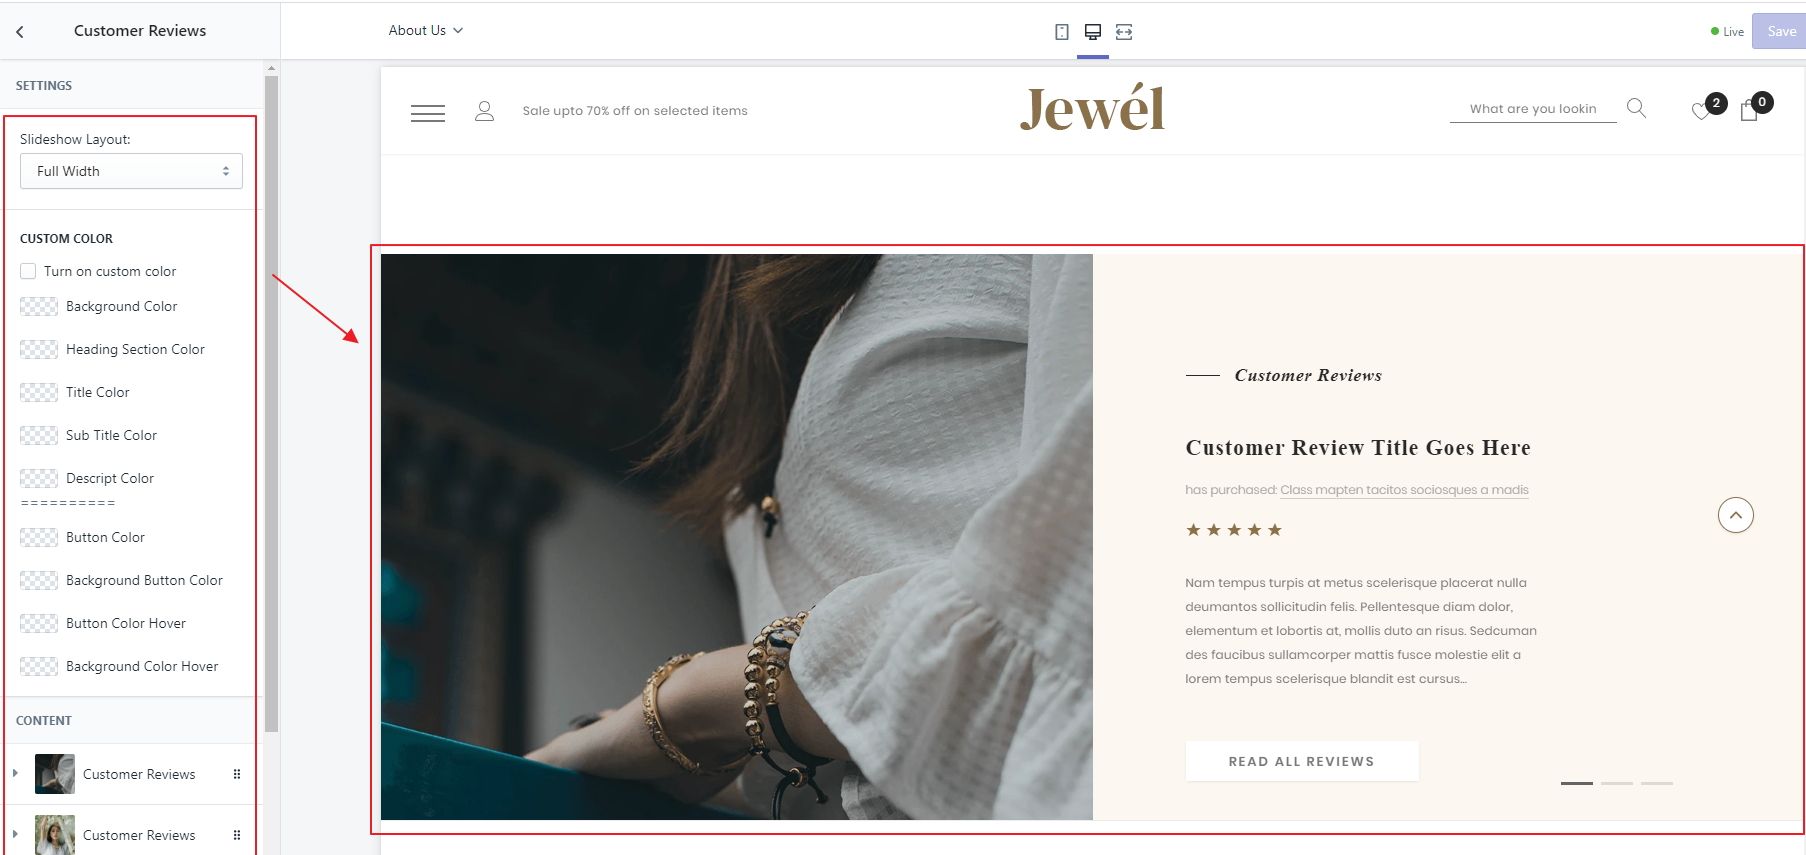 Customer Reviews
About Us
Live
Save
SETTINGS
Slideshow Layout:
Full Width
CUSTOM COLOR
Turn on custom color
Background Color
Heading Section Color
Title Color
Sub Title Color
Descript Color
==========
Button Color
Background Button Color
Button Color Hover
Background Color Hover
CONTENT
Customer Reviews
Customer Reviews
Sale upto 70% off on selected items
Jewél
What are you lookin
2
0
Customer Reviews
Customer Review Title Goes Here
has purchased: Class mapten tacitos sociosques a madis
Nam tempus turpis at metus scelerisque placerat nulla
deumantos sollicitudin felis. Pellentesque diam dolor,
elementum et lobortis at, mollis duto an risus. Sedcuman
des faucibus sullamcorper mattis fusce molestie elit a
lorem tempus scelerisque blandit est cursus...
READ ALL REVIEWS